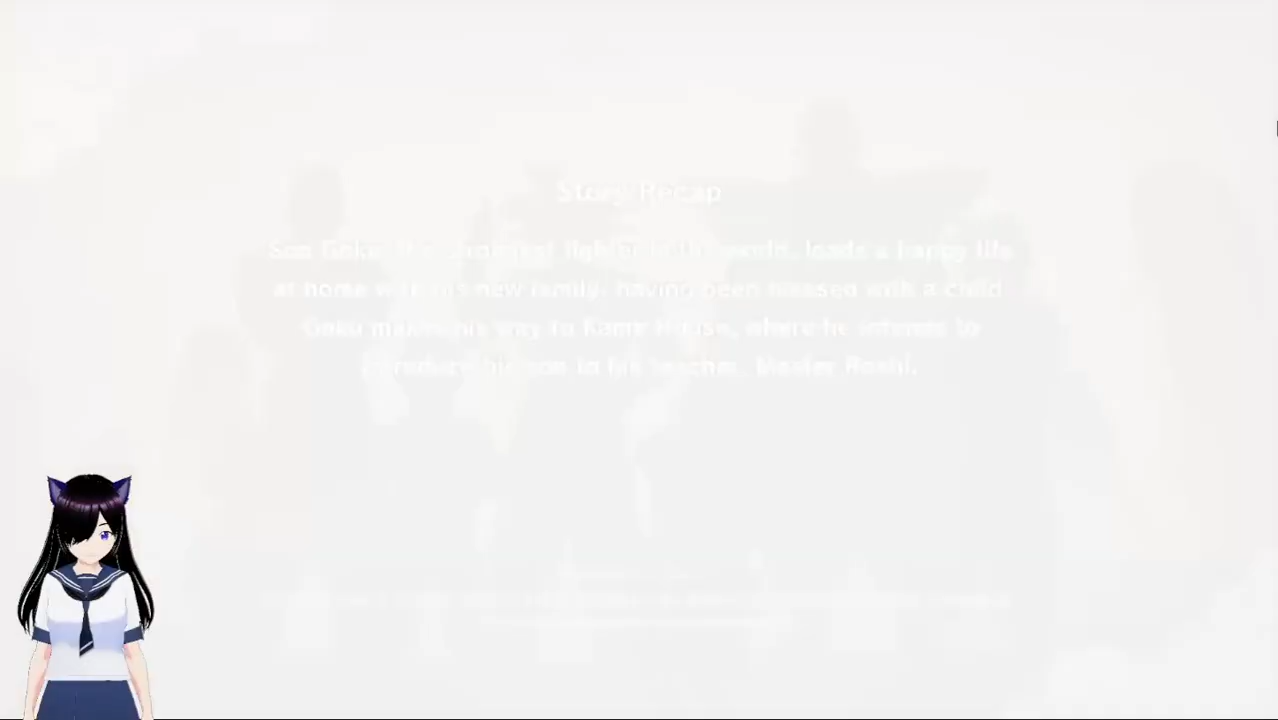 Story Recap
Son Goku, the strongest fighter in the world, leads a happy life
at home with his new family, having been blessed with a child.
Goku makes his way to Kame House, where he intends to
introduce his son to his teacher, Master Roshi.